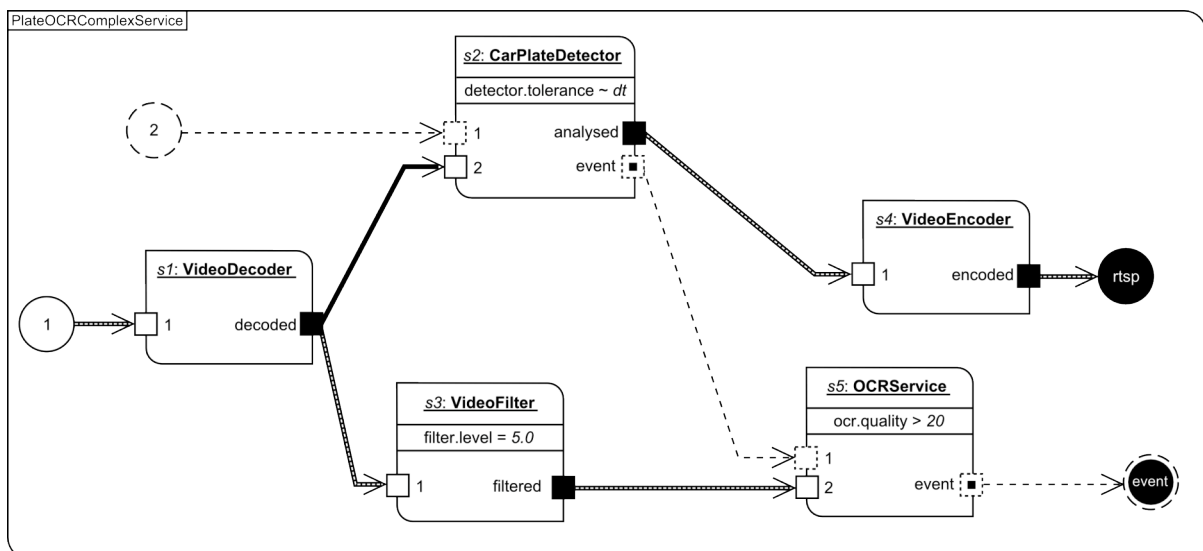 PlateOCRComplexService
s2: CarPlateDetector
detector.tolerance ~ dt
2
1
analysed
2
event
s4: VideoEncoder
s1: VideoDecoder
1
encoded
rtsp
1
1
decoded
s5: OCRService
s3: VideoFilter
ocr.quality > 20
filter.level = 5.0
1
1
filtered
2
event
event